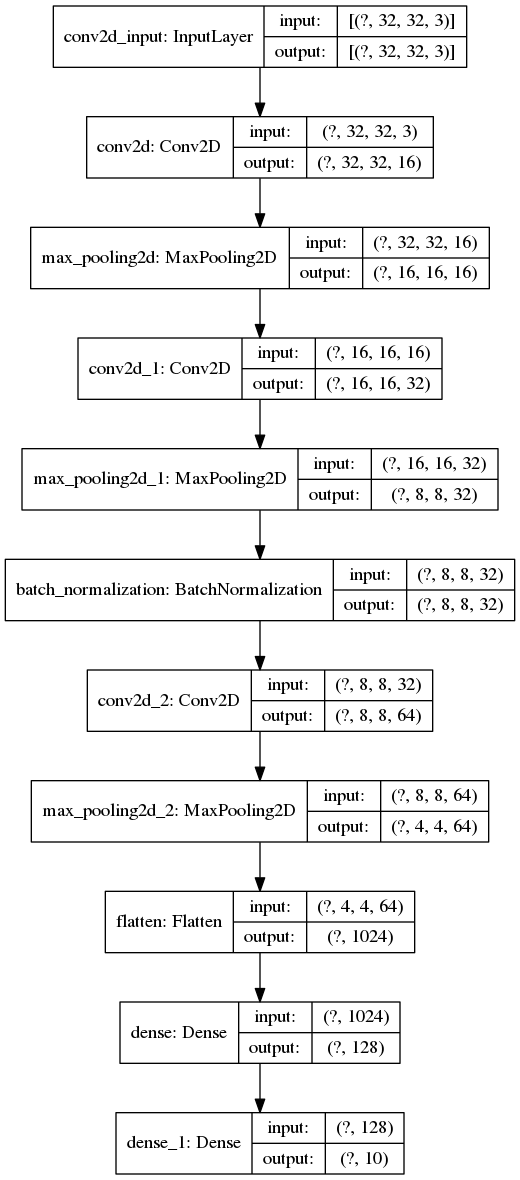 conv2d_input: InputLayer
input: [(?, 32, 32, 3)]
output: [(?, 32, 32, 3)]
conv2d: Conv2D
input: (?, 32, 32, 3)
output: (?, 32, 32, 16)
max_pooling2d: MaxPooling2D
input: (?, 32, 32, 16)
output: (?, 16, 16, 16)
conv2d_1: Conv2D
input: (?, 16, 16, 16)
output: (?, 16, 16, 32)
max_pooling2d_1: MaxPooling2D
input: (?, 16, 16, 32)
output: (?, 8, 8, 32)
batch_normalization: BatchNormalization
input: (?, 8, 8, 32)
output: (?, 8, 8, 32)
conv2d_2: Conv2D
input: (?, 8, 8, 32)
output: (?, 8, 8, 64)
max_pooling2d_2: MaxPooling2D
input: (?, 8, 8, 64)
output: (?, 4, 4, 64)
flatten: Flatten
input: (?, 4, 4, 64)
output: (?, 1024)
dense: Dense
input: (?, 1024)
output: (?, 128)
dense_1: Dense
input: (?, 128)
output: (?, 10)